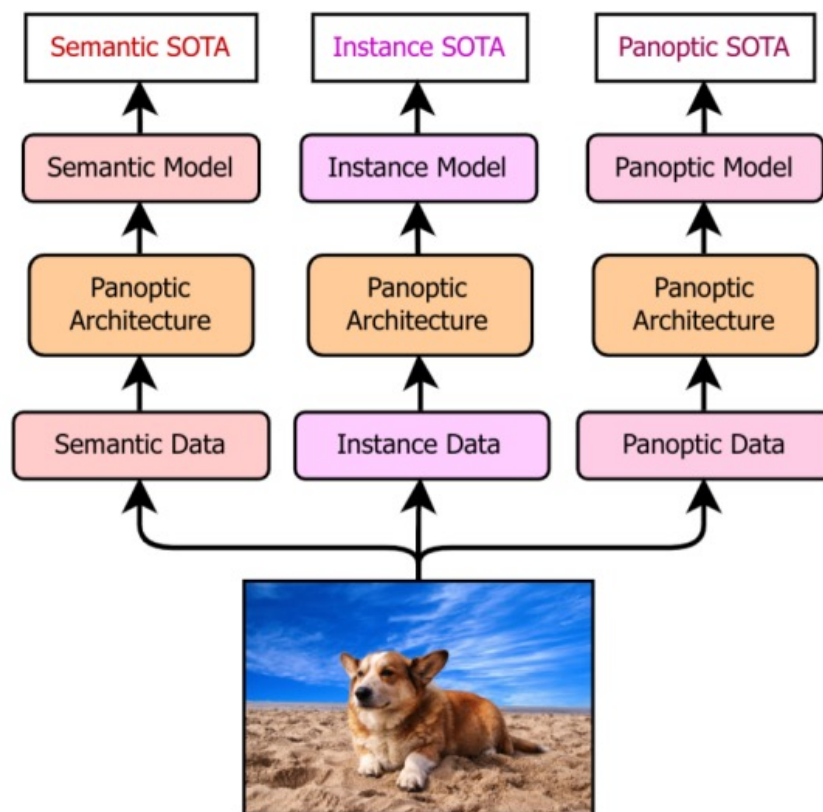 Semantic SOTA
Instance SOTA
Panoptic SOTA
Semantic Model
Instance Model
Panoptic Model
Panoptic
Architecture
Panoptic
Architecture
Panoptic
Architecture
Semantic Data
Instance Data
Panoptic Data